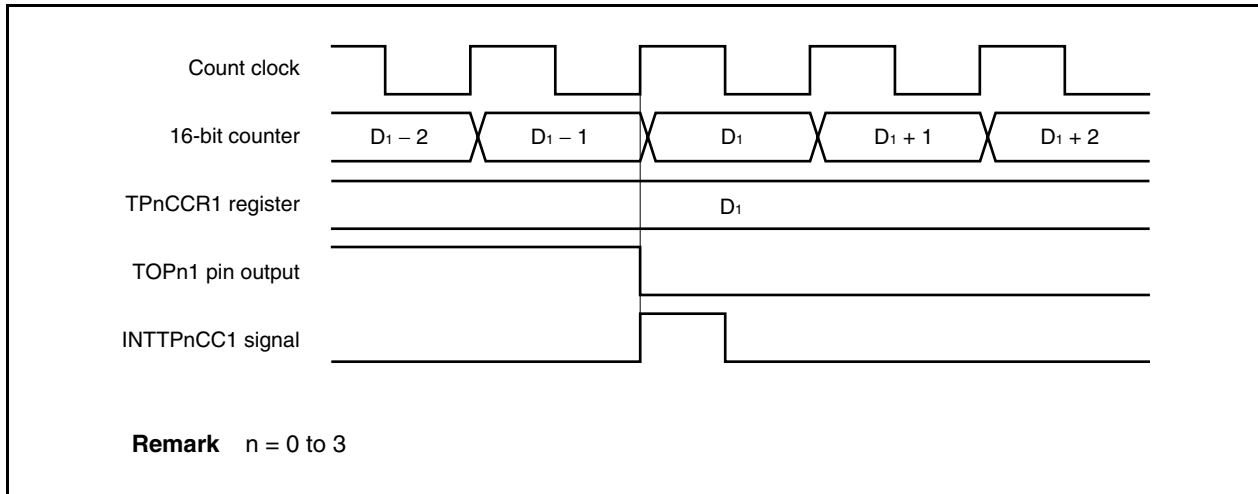 Count clock
16-bit counter
D₁ – 2
D₁ – 1
D₁
D₁ + 1
D₁ + 2
TPnCCR1 register
D₁
TOPn1 pin output
INTTPnCC1 signal
Remark n = 0 to 3